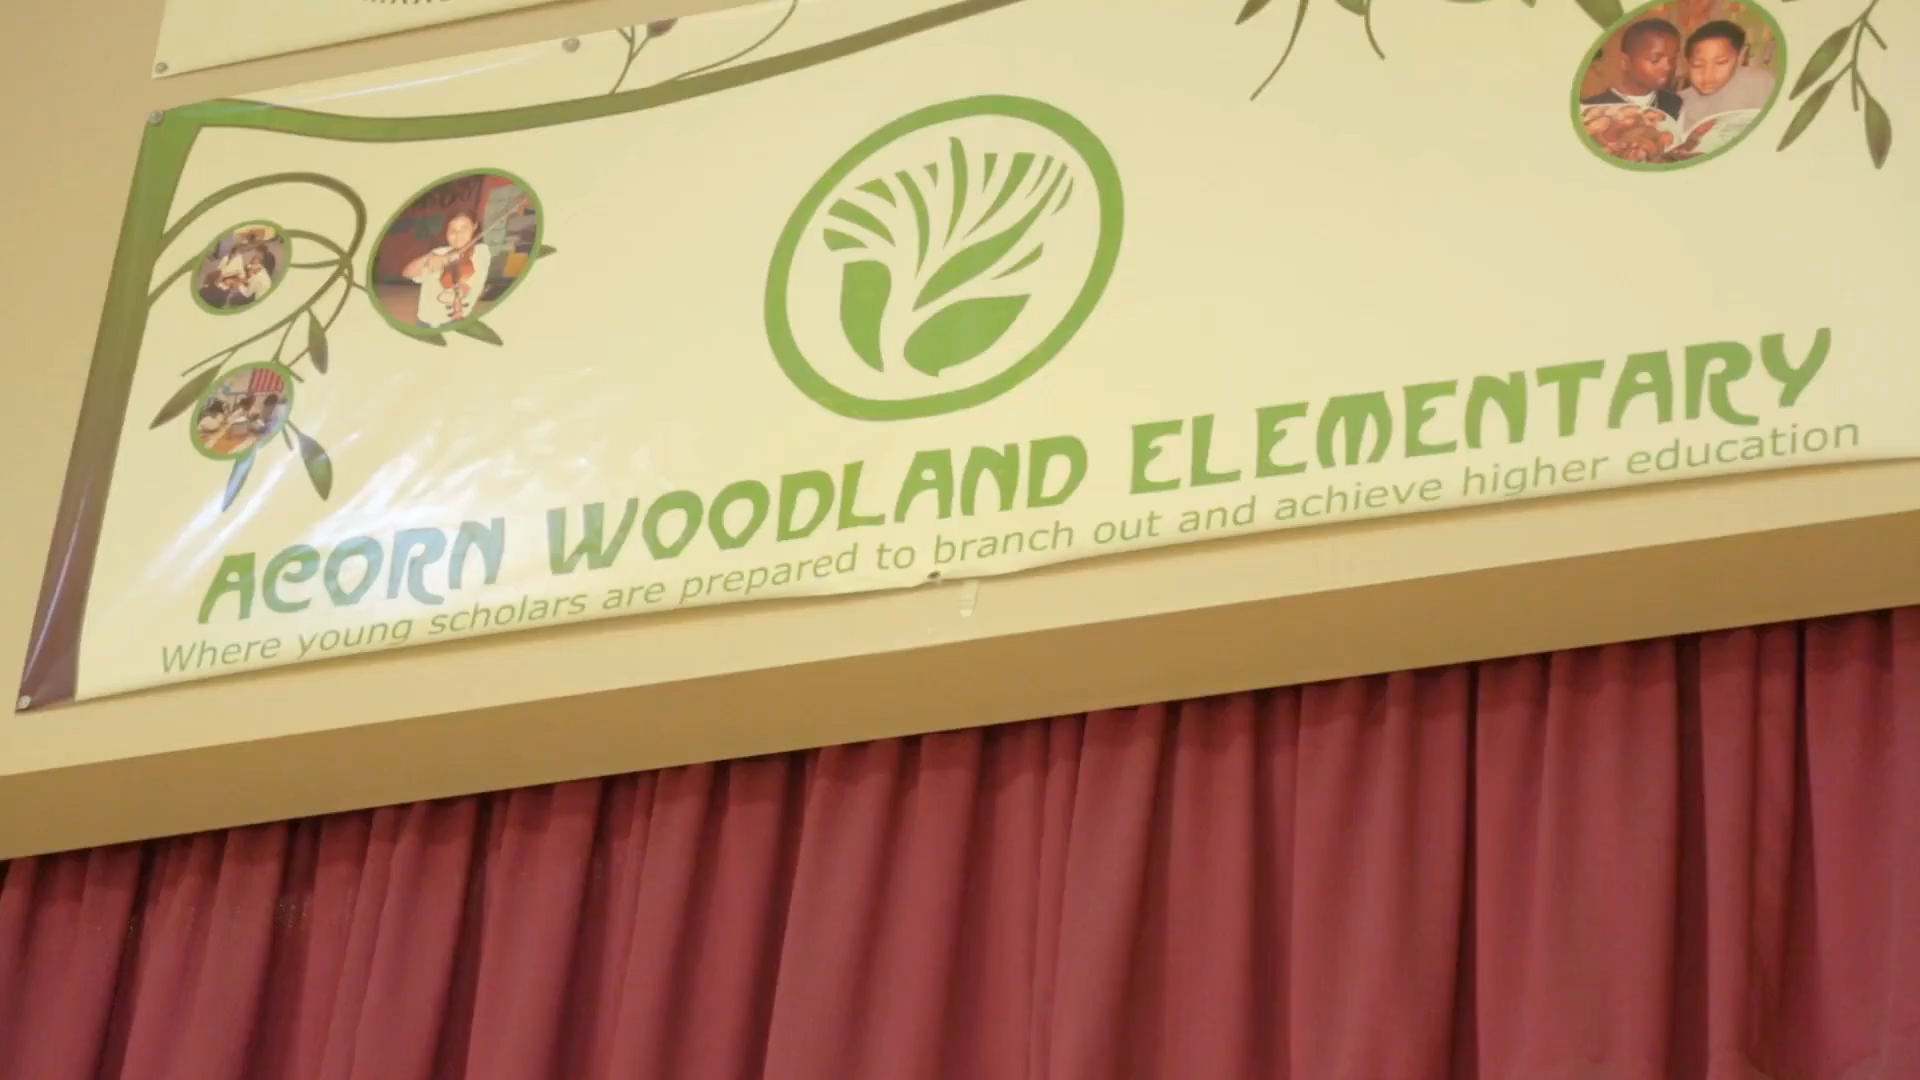 ACORN WOODLAND ELEMENTARY
Where young scholars are prepared to branch out and achieve higher education